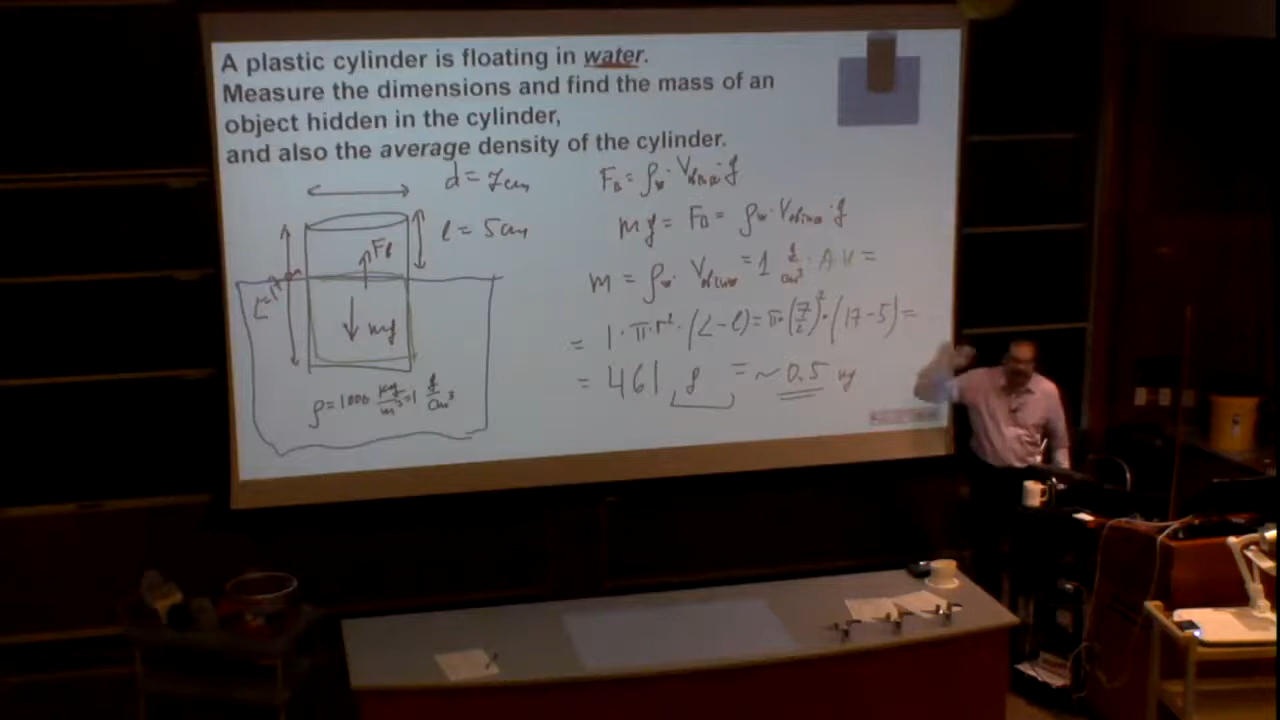 A plastic cylinder is floating in water.
Measure the dimensions and find the mass of an
object hidden in the cylinder,
and also the average density of the cylinder.
d = 7cm
l = 5cm
F_B
mg
ρ = 1000 kg/m³ = 1 g/cm³
F_B = ρ_w · V · g
mg = F_B = ρ_w · V · g
m = ρ_w · V = 1 g/cm³ · A
= 1 · π · r² · (L - l) = π · (7/2)² · (17 - 5) =
= 461 g = ~ 0.5 kg